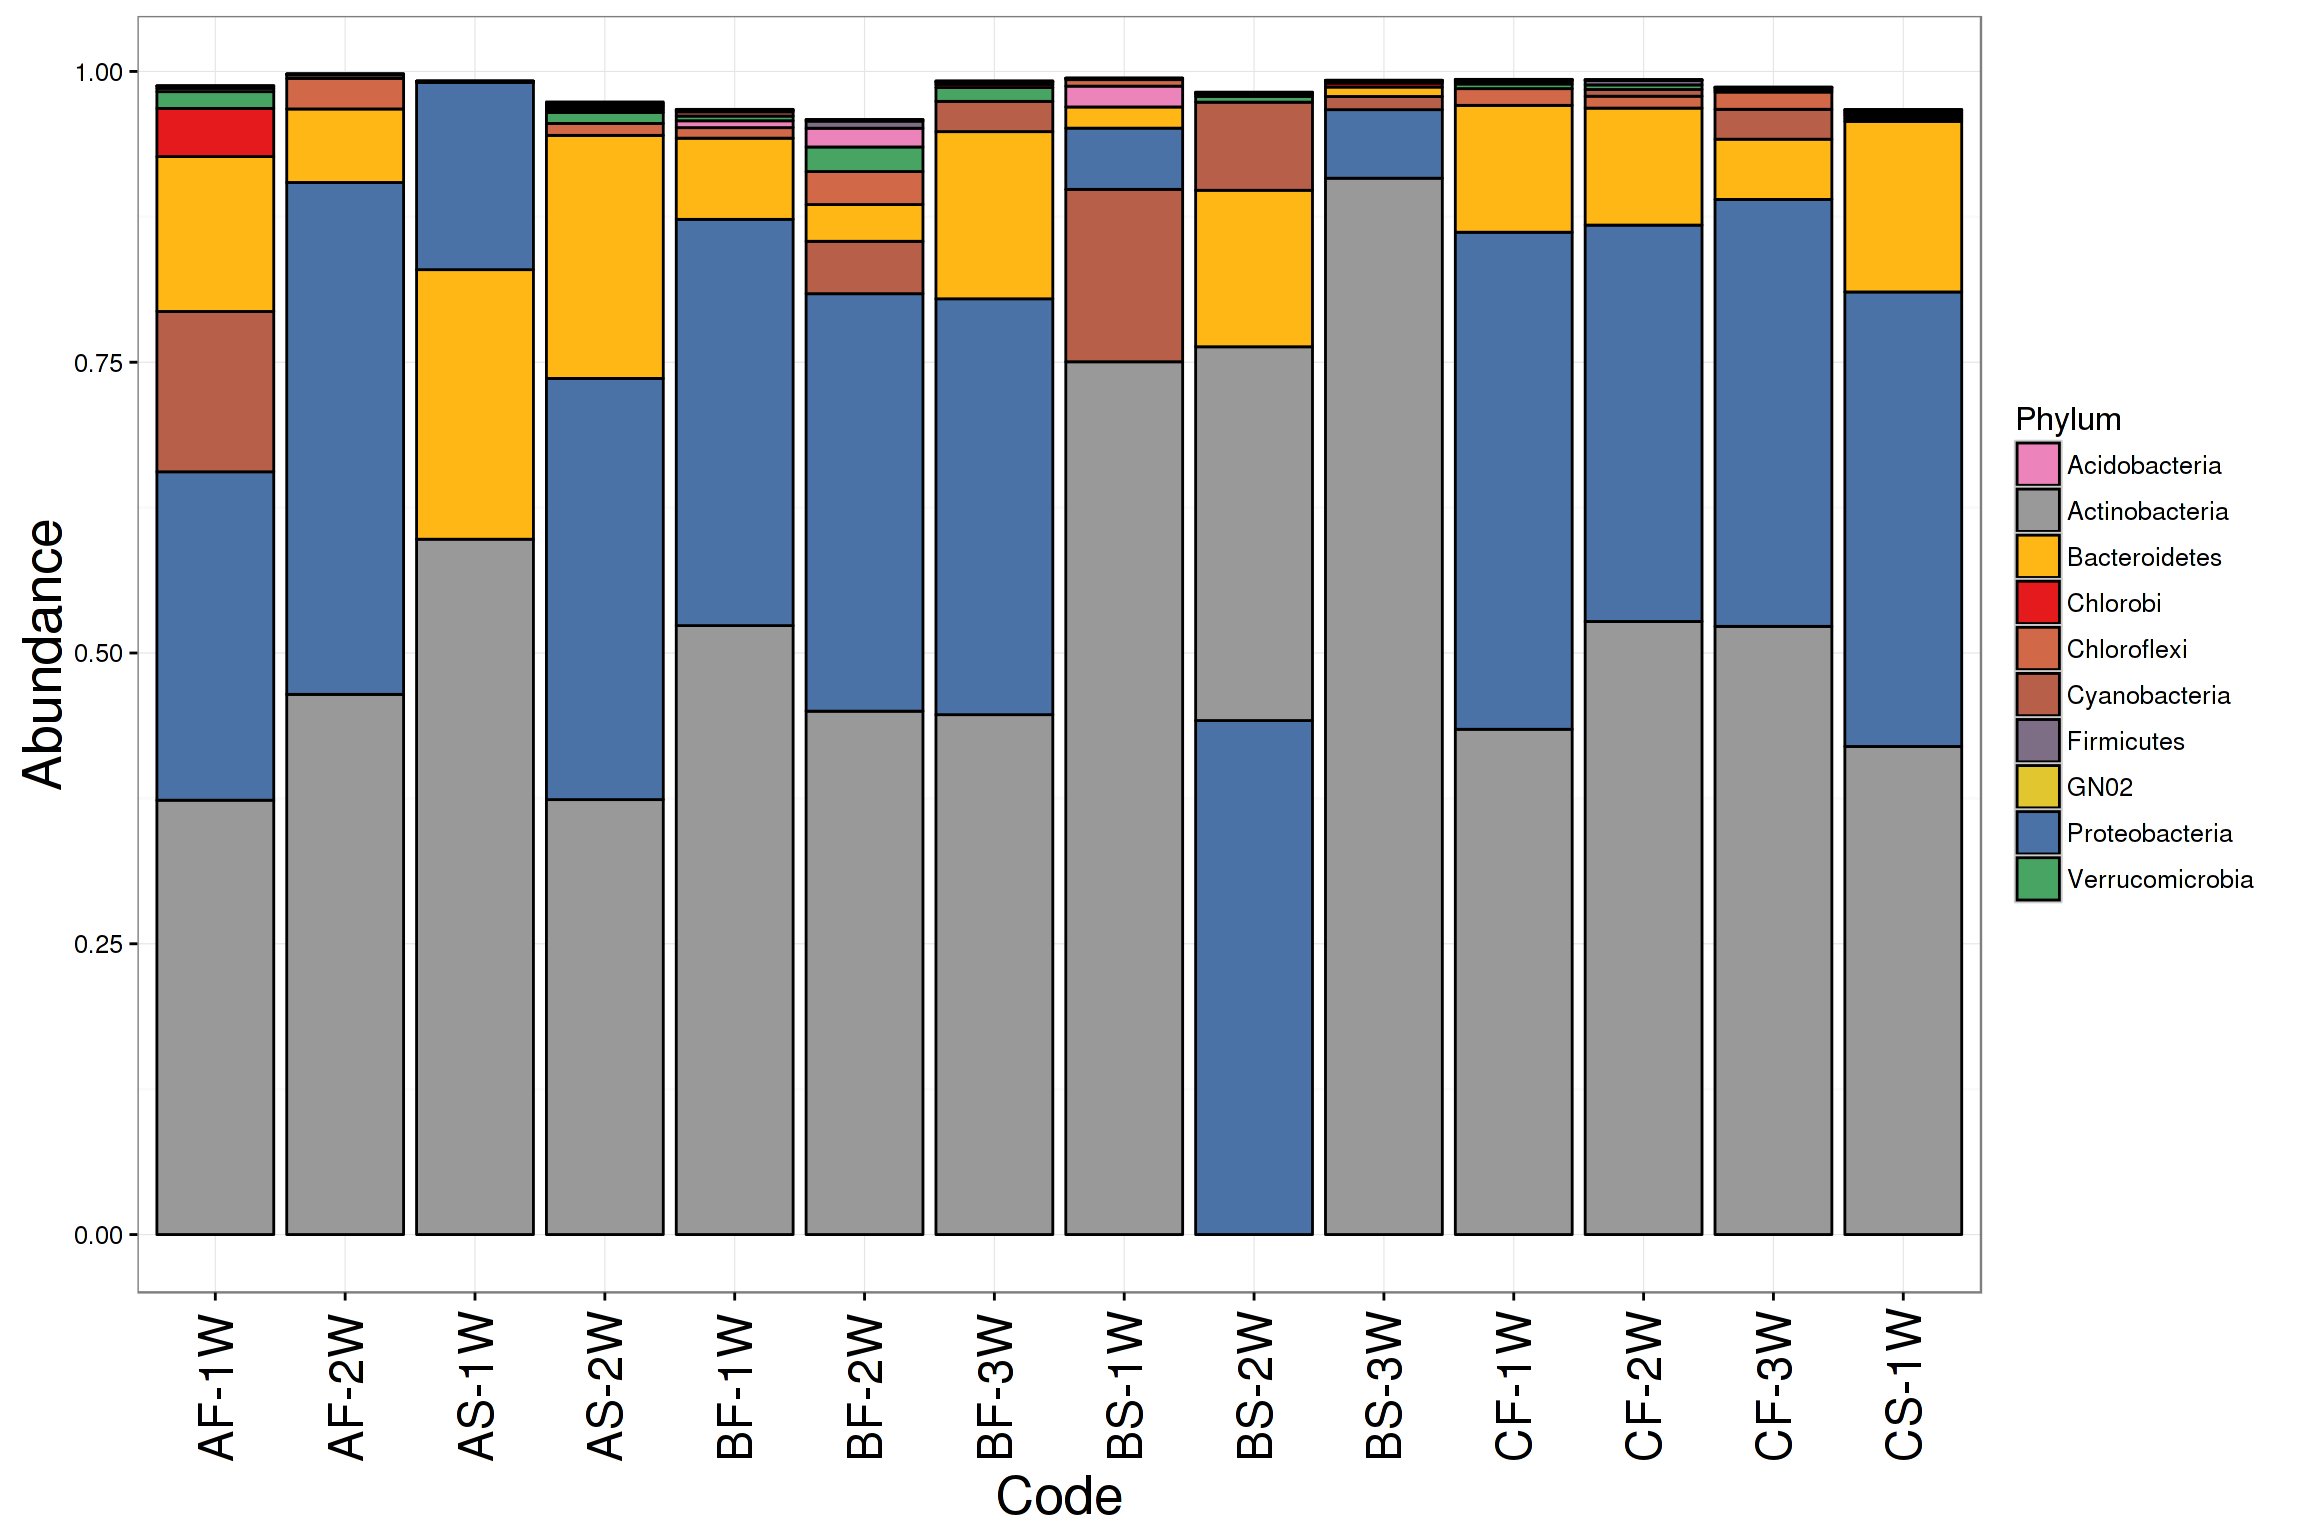 Abundance
1.00
0.75
0.50
0.25
0.00
AF-1W
AF-2W
AS-1W
AS-2W
BF-1W
BF-2W
BF-3W
BS-1W
BS-2W
BS-3W
CF-1W
CF-2W
CF-3W
CS-1W
Code
Phylum
Acidobacteria
Actinobacteria
Bacteroidetes
Chlorobi
Chloroflexi
Cyanobacteria
Firmicutes
GN02
Proteobacteria
Verrucomicrobia